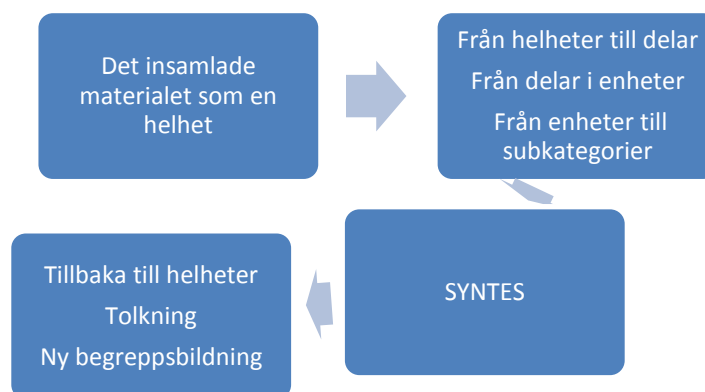 Det insamlade
materialet som en
helhet
Från helheter till delar
Från delar i enheter
Från enheter till
subkategorier
SYNTES
Tillbaka till helheter
Tolkning
Ny begreppsbildning